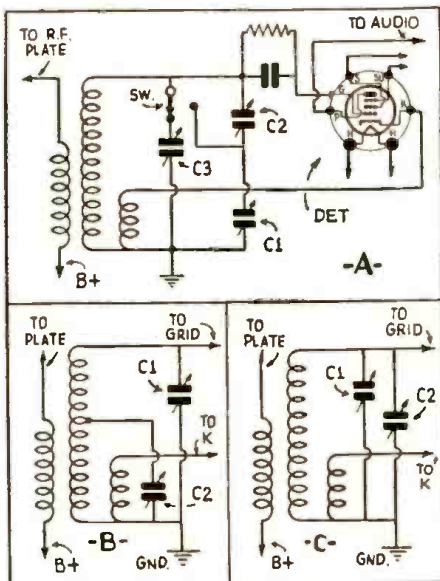 TO R.F.
PLATE
TO AUDIO
SW.
C2
C3
C1
DET
B+
-A-
TO
PLATE
TO
GRID
C1
TO
K
C2
B+
-B-
GND.
TO
PLATE
TO
GRID
C1
C2
TO
K
B+
-C-
GND.